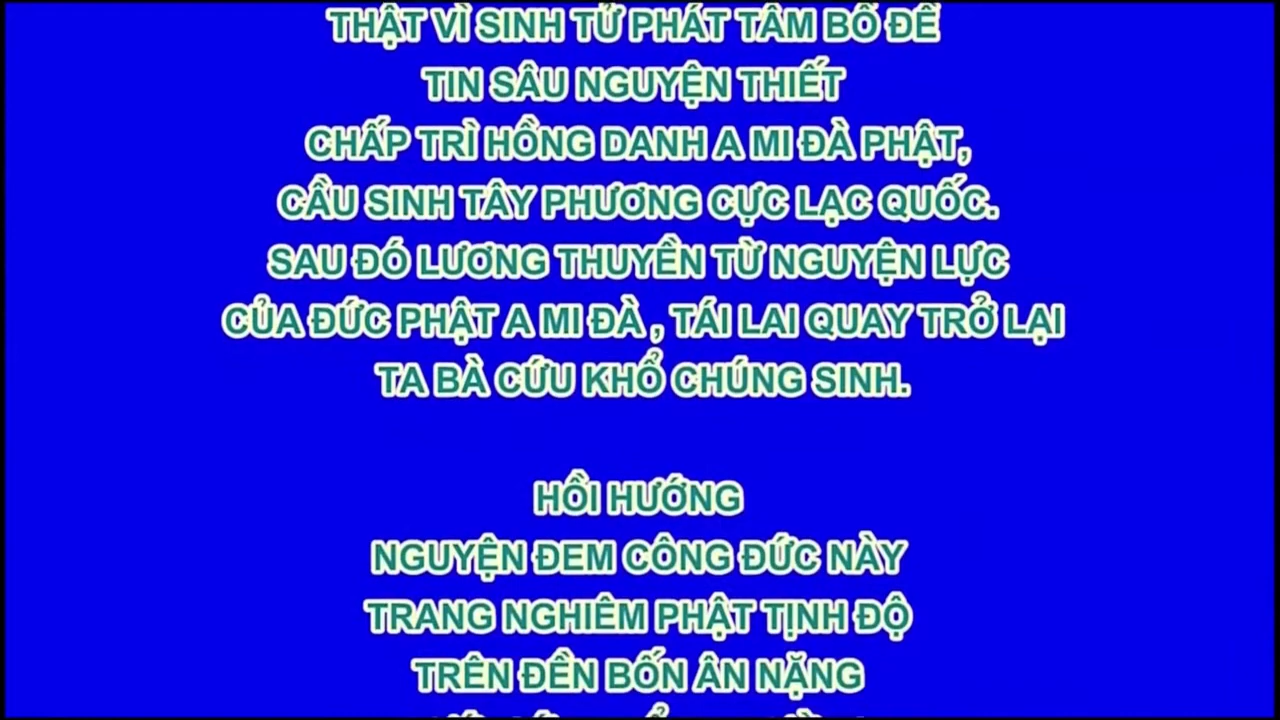 THẬT VÌ SINH TỬ PHÁT TÂM BỒ ĐỀ
TIN SÂU NGUYỆN THIẾT
CHẤP TRÌ HỒNG DANH A MI ĐÀ PHẬT,
CẦU SINH TÂY PHƯƠNG CỰC LẠC QUỐC.
SAU ĐÓ LƯƠNG THUYỀN TỪ NGUYỆN LỰC
CỦA ĐỨC PHẬT A MI ĐÀ , TÁI LAI QUAY TRỞ LẠI
TA BÀ CỨU KHỔ CHÚNG SINH.
HỒI HƯỚNG
NGUYỆN ĐEM CÔNG ĐỨC NÀY
TRANG NGHIÊM PHẬT TỊNH ĐỘ
TRÊN ĐỀN BỐN ÂN NẶNG